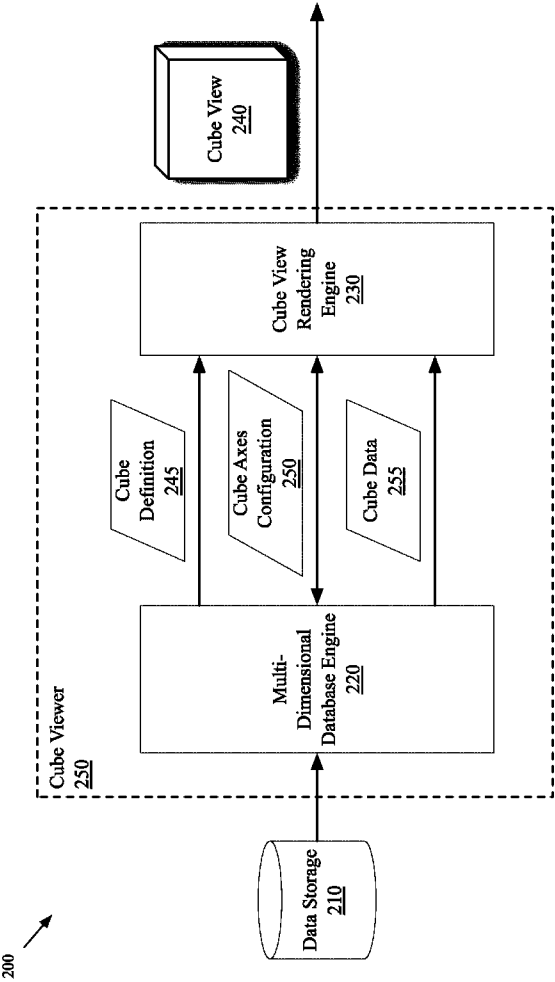 200
Cube Viewer
250
Data Storage
210
Multi-
Dimensional
Database Engine
220
Cube
Definition
245
Cube Axes
Configuration
250
Cube Data
255
Cube View
Rendering
Engine
230
Cube View
240